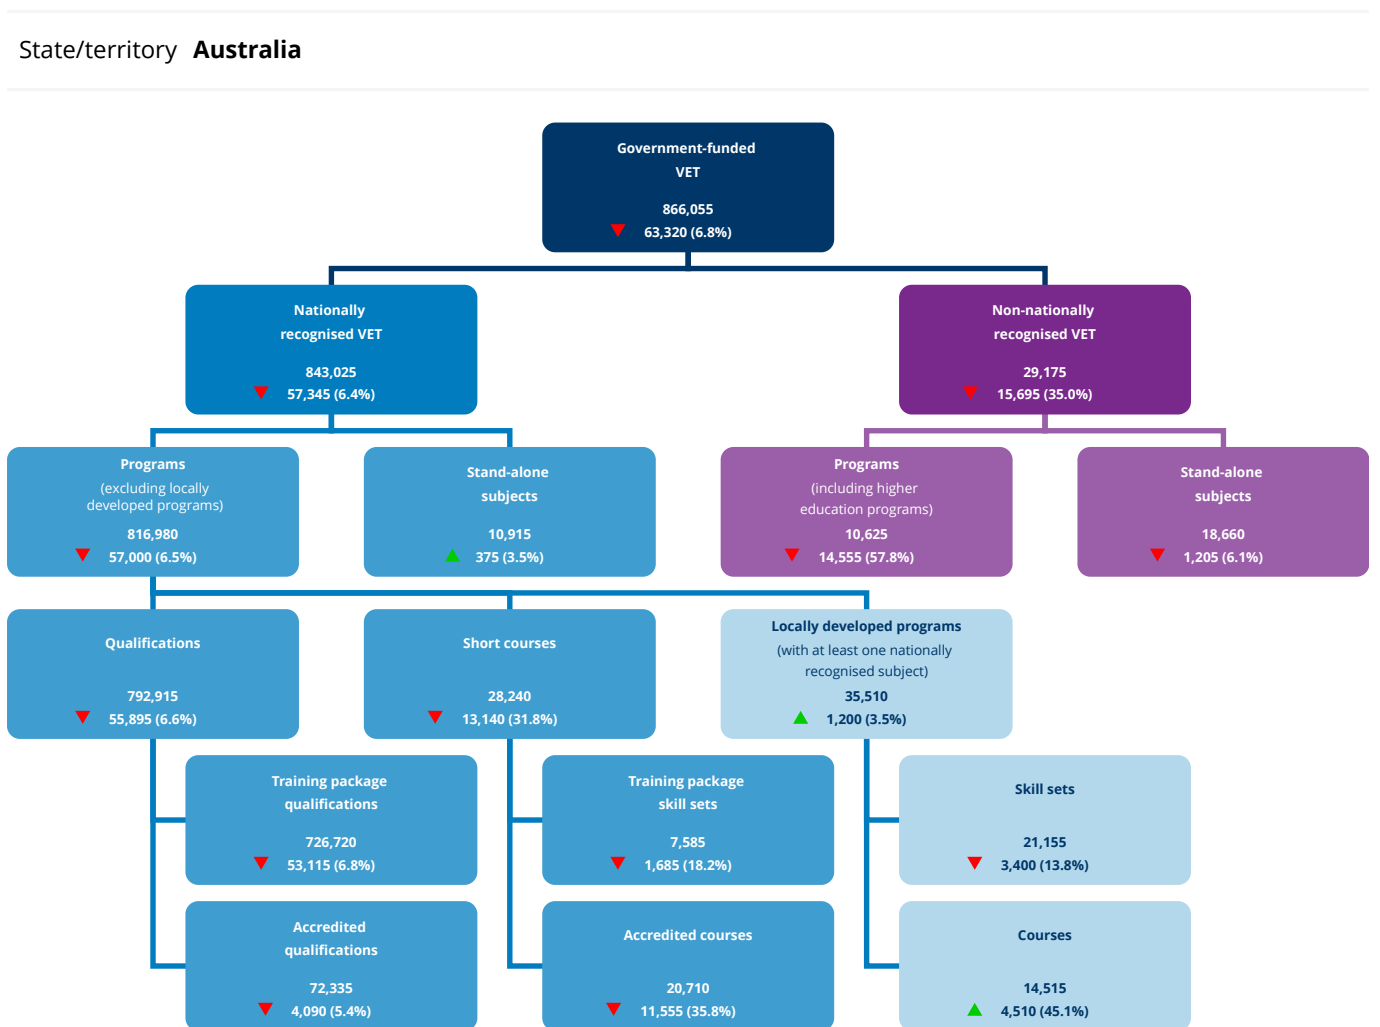 State/territory Australia
Government-funded
VET
866,055
63,320 (6.8%)
Nationally
recognised VET
843,025
57,345 (6.4%)
Non-nationally
recognised VET
29,175
15,695 (35.0%)
Programs
(excluding locally
developed programs)
816,980
57,000 (6.5%)
Stand-alone
subjects
10,915
375 (3.5%)
Programs
(including higher
education programs)
10,625
14,555 (57.8%)
Stand-alone
subjects
18,660
1,205 (6.1%)
Qualifications
792,915
55,895 (6.6%)
Short courses
28,240
13,140 (31.8%)
Locally developed programs
(with at least one nationally
recognised subject)
35,510
1,200 (3.5%)
Training package
qualifications
726,720
53,115 (6.8%)
Training package
skill sets
7,585
1,685 (18.2%)
Skill sets
21,155
3,400 (13.8%)
Accredited
qualifications
72,335
4,090 (5.4%)
Accredited courses
20,710
11,555 (35.8%)
Courses
14,515
4,510 (45.1%)